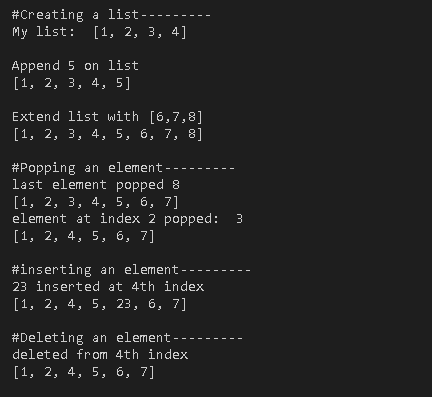 #Creating a list---------
My list:  [1, 2, 3, 4]
Append 5 on list
[1, 2, 3, 4, 5]
Extend list with [6,7,8]
[1, 2, 3, 4, 5, 6, 7, 8]
#Popping an element---------
last element popped 8
[1, 2, 3, 4, 5, 6, 7]
element at index 2 popped:  3
[1, 2, 4, 5, 6, 7]
#inserting an element---------
23 inserted at 4th index
[1, 2, 4, 5, 23, 6, 7]
#Deleting an element---------
deleted from 4th index
[1, 2, 4, 5, 6, 7]